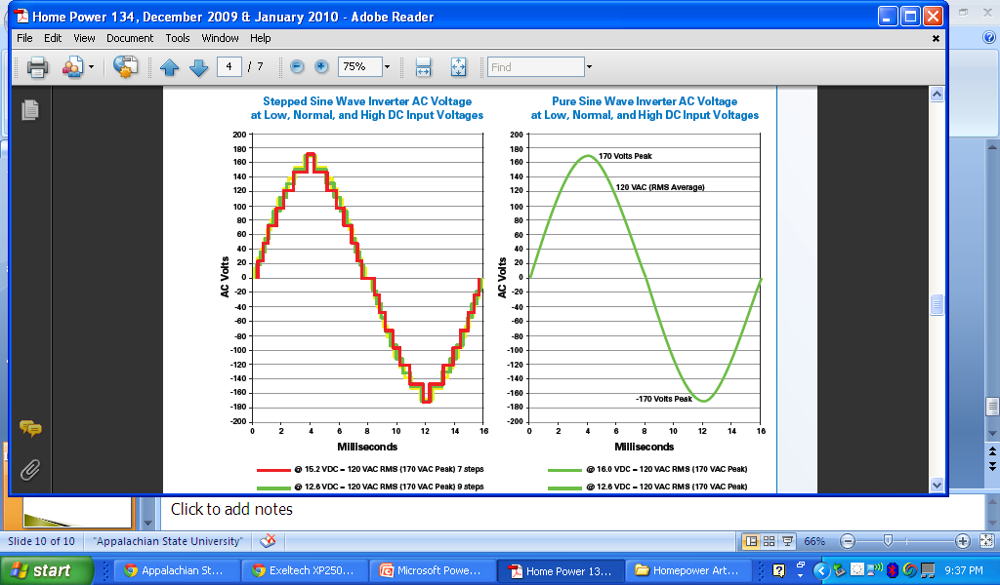 Home Power 134, December 2009 & January 2010 - Adobe Reader
File Edit View Document Tools Window Help
4 / 7 75% Find
Stepped Sine Wave Inverter AC Voltage
at Low, Normal, and High DC Input Voltages
200
180
160
140
120
100
80
60
40
20
0
-20
-40
-60
-80
-100
-120
-140
-160
-180
-200
AC Volts
0 2 4 6 8 10 12 14 16
Milliseconds
@ 15.2 VDC = 120 VAC RMS (170 VAC Peak) 7 steps
@ 12.6 VDC = 120 VAC RMS (170 VAC Peak) 9 steps
Pure Sine Wave Inverter AC Voltage
at Low, Normal, and High DC Input Voltages
200
180
160
140
120
100
80
60
40
20
0
-20
-40
-60
-80
-100
-120
-140
-160
-180
-200
AC Volts
170 Volts Peak
120 VAC (RMS Average)
-170 Volts Peak
0 2 4 6 8 10 12 14 16
Milliseconds
@ 16.0 VDC = 120 VAC RMS (170 VAC Peak)
@ 12.6 VDC = 120 VAC RMS (170 VAC Peak)
Click to add notes
Slide 10 of 10 "Appalachian State University" 66%
start Appalachian St... Exeltech XP250... Microsoft Powe... Home Power 13... Homepower Art... 9:37 PM